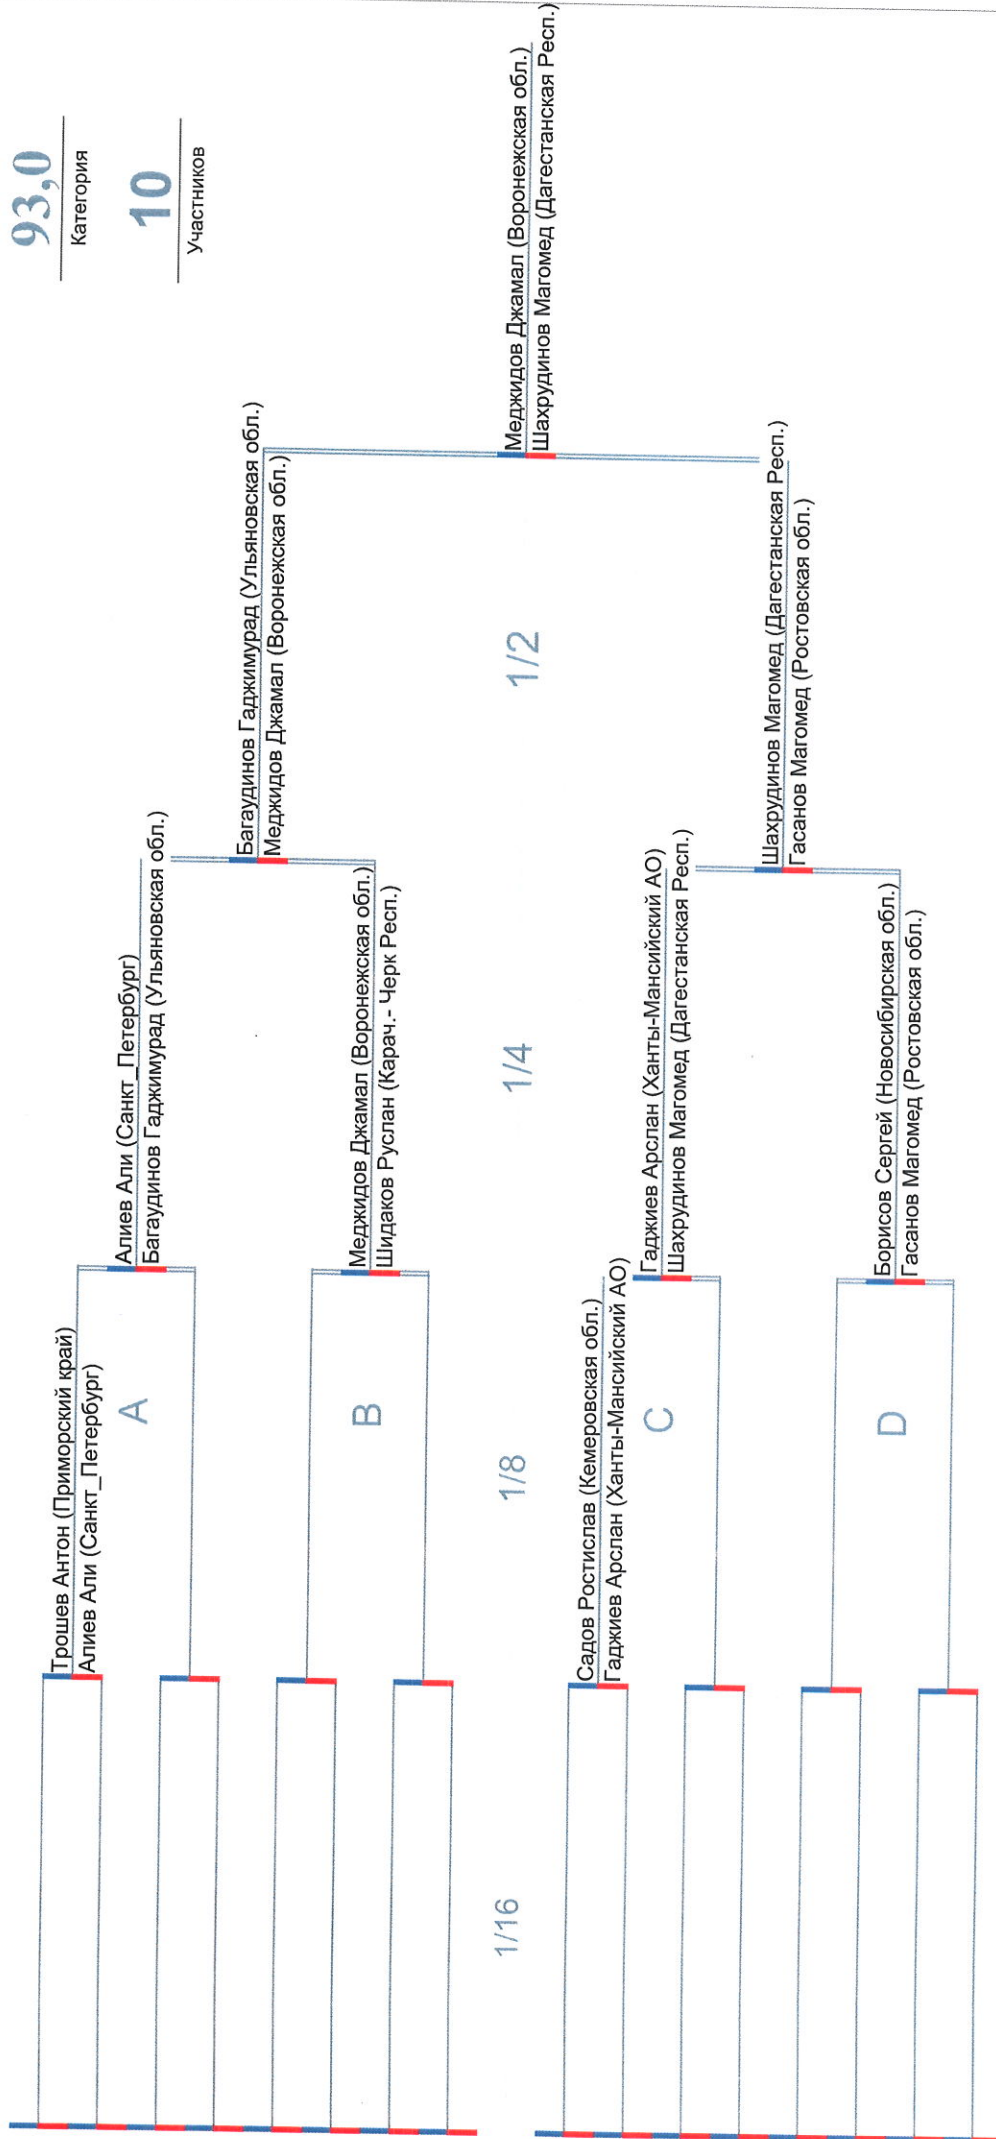 93,0
Категория
10
Участников
Трошев Антон (Приморский край)
Алиев Али (Санкт_Петербург)
A
B
1/8
1/16
Садов Ростислав (Кемеровская обл.)
Гаджиев Арслан (Ханты-Мансийский АО)
C
D
Алиев Али (Санкт_Петербург)
Багаудинов Гаджимурад (Ульяновская обл.)
Меджидов Джамал (Воронежская обл.)
Шидаков Руслан (Карач.- Черк Респ.)
1/4
Гаджиев Арслан (Ханты-Мансийский АО)
Шахрудинов Магомед (Дагестанская Респ.)
Борисов Сергей (Новосибирская обл.)
Гасанов Магомед (Ростовская обл.)
Багаудинов Гаджимурад (Ульяновская обл.)
Меджидов Джамал (Воронежская обл.)
1/2
Шахрудинов Магомед (Дагестанская Респ.)
Гасанов Магомед (Ростовская обл.)
Меджидов Джамал (Воронежская обл.)
Шахрудинов Магомед (Дагестанская Респ.)